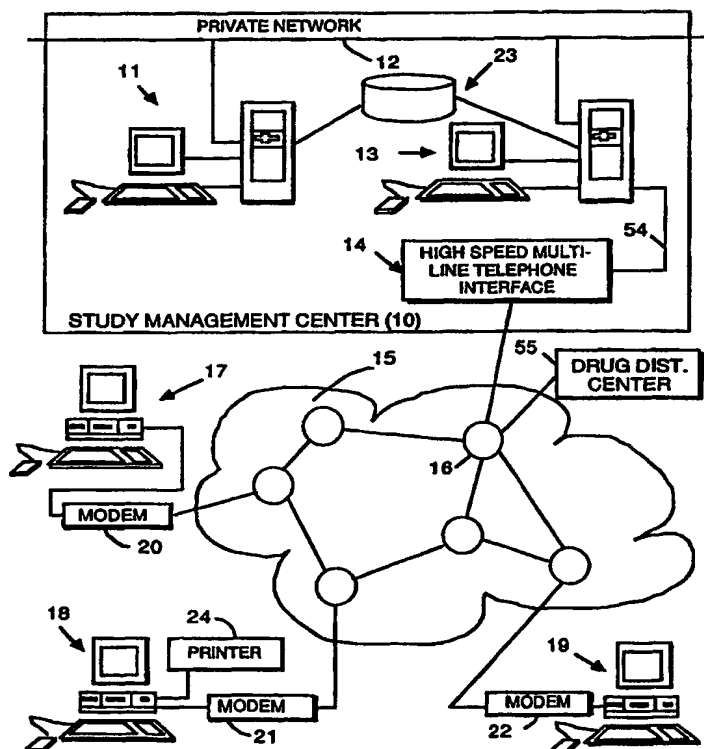 PRIVATE NETWORK
12
23
11
13
54
14
HIGH SPEED MULTI-
LINE TELEPHONE
INTERFACE
STUDY MANAGEMENT CENTER (10)
55
DRUG DIST.
CENTER
17
15
16
MODEM
20
18
24
PRINTER
19
MODEM
21
MODEM
22